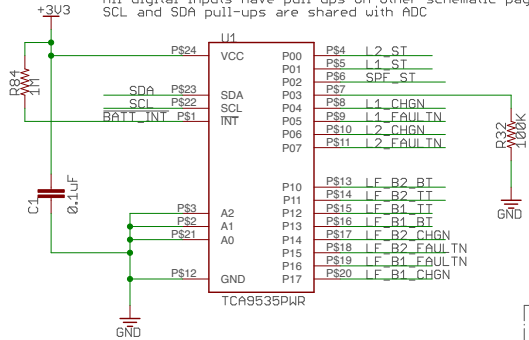 All digital inputs have pull ups on other schematic pag
SCL and SDA pull-ups are shared with ADC
+3V3
U1
R84
1M
C1
0.1uF
P$24 VCC
SDA P$23 SDA
SCL P$22 SCL
BATT_INT P$1 INT
P$3 A2
P$2 A1
P$21 A0
P$12 GND
P00 P$4 L2_ST
P01 P$5 L1_ST
P02 P$6 SPF_ST
P03 P$7
P04 P$8 L1_CHGN
P05 P$9 L1_FAULTN
P06 P$10 L2_CHGN
P07 P$11 L2_FAULTN
P10 P$13 LF_B2_BT
P11 P$14 LF_B2_TT
P12 P$15 LF_B1_TT
P13 P$16 LF_B1_BT
P14 P$17 LF_B2_CHGN
P15 P$18 LF_B2_FAULTN
P16 P$19 LF_B1_FAULTN
P17 P$20 LF_B1_CHGN
R32
100K
GND
TCA9535PWR
GND